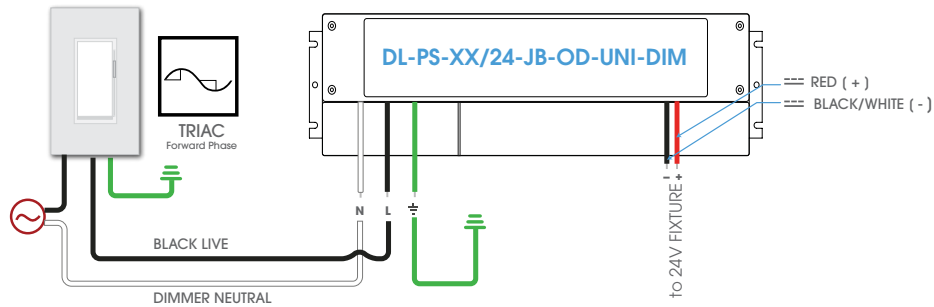 DL-PS-XX/24-JB-OD-UNI-DIM
RED ( + )
BLACK/WHITE ( - )
TRIAC
Forward Phase
- +
N L
to 24V FIXTURE
BLACK LIVE
DIMMER NEUTRAL